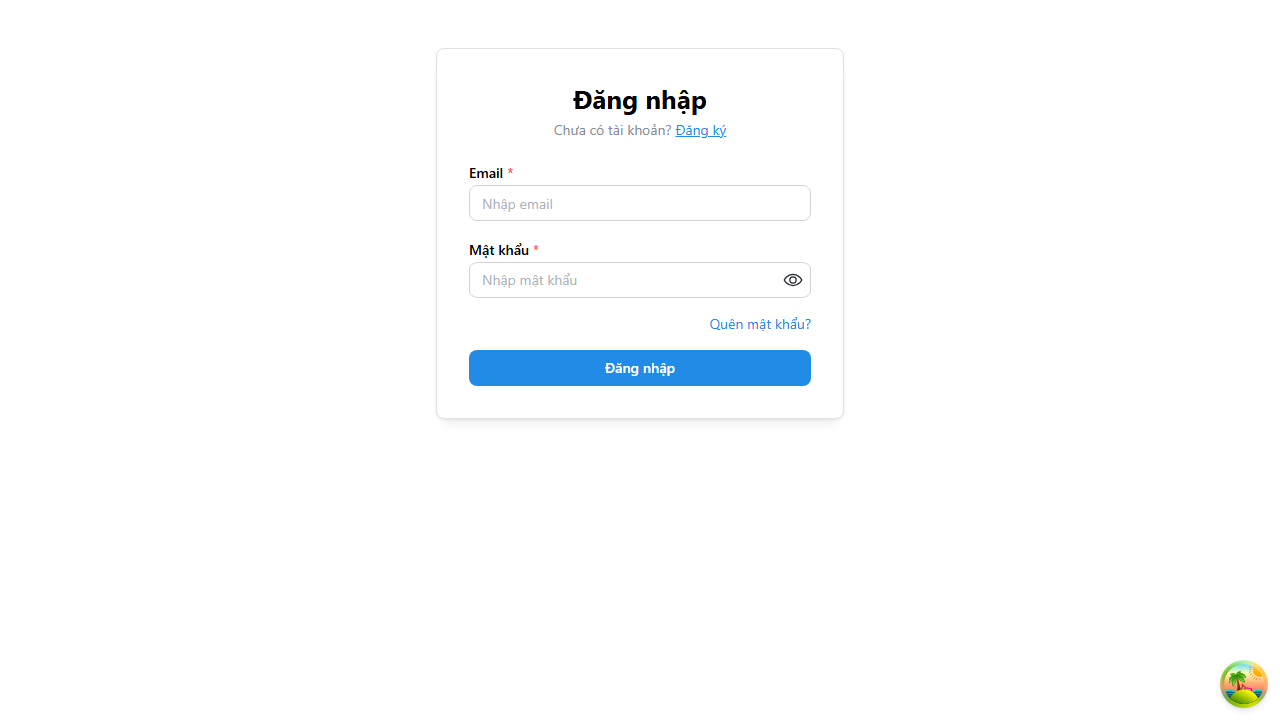 Đăng nhập
Chưa có tài khoản? Đăng ký
Email *
Nhập email
Mật khẩu *
Nhập mật khẩu
Quên mật khẩu?
Đăng nhập